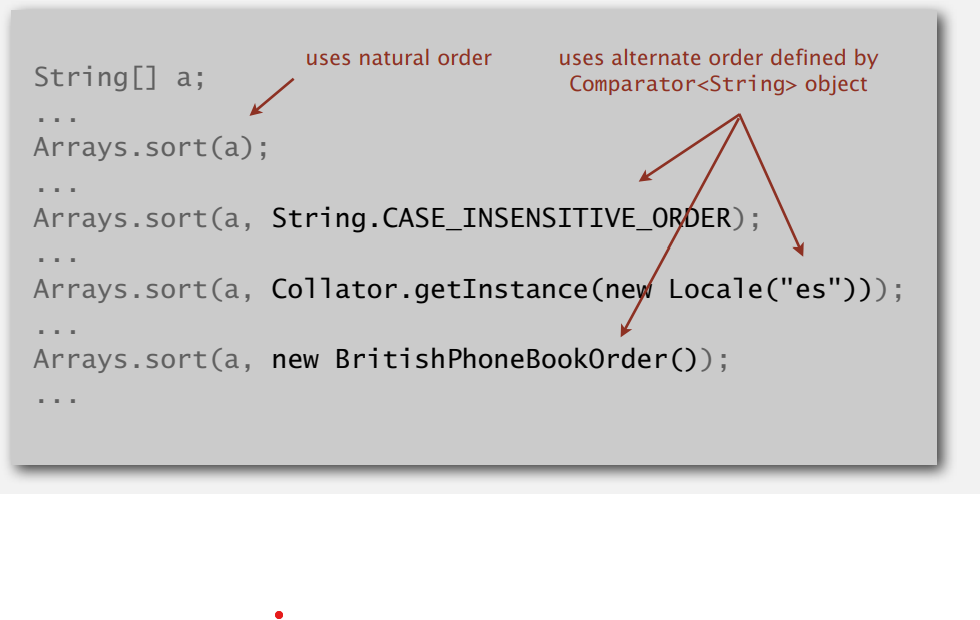 uses natural order
uses alternate order defined by
Comparator<String> object
String[] a;
...
Arrays.sort(a);
...
Arrays.sort(a, String.CASE_INSENSITIVE_ORDER);
...
Arrays.sort(a, Collator.getInstance(new Locale("es")));
...
Arrays.sort(a, new BritishPhoneBookOrder());
...